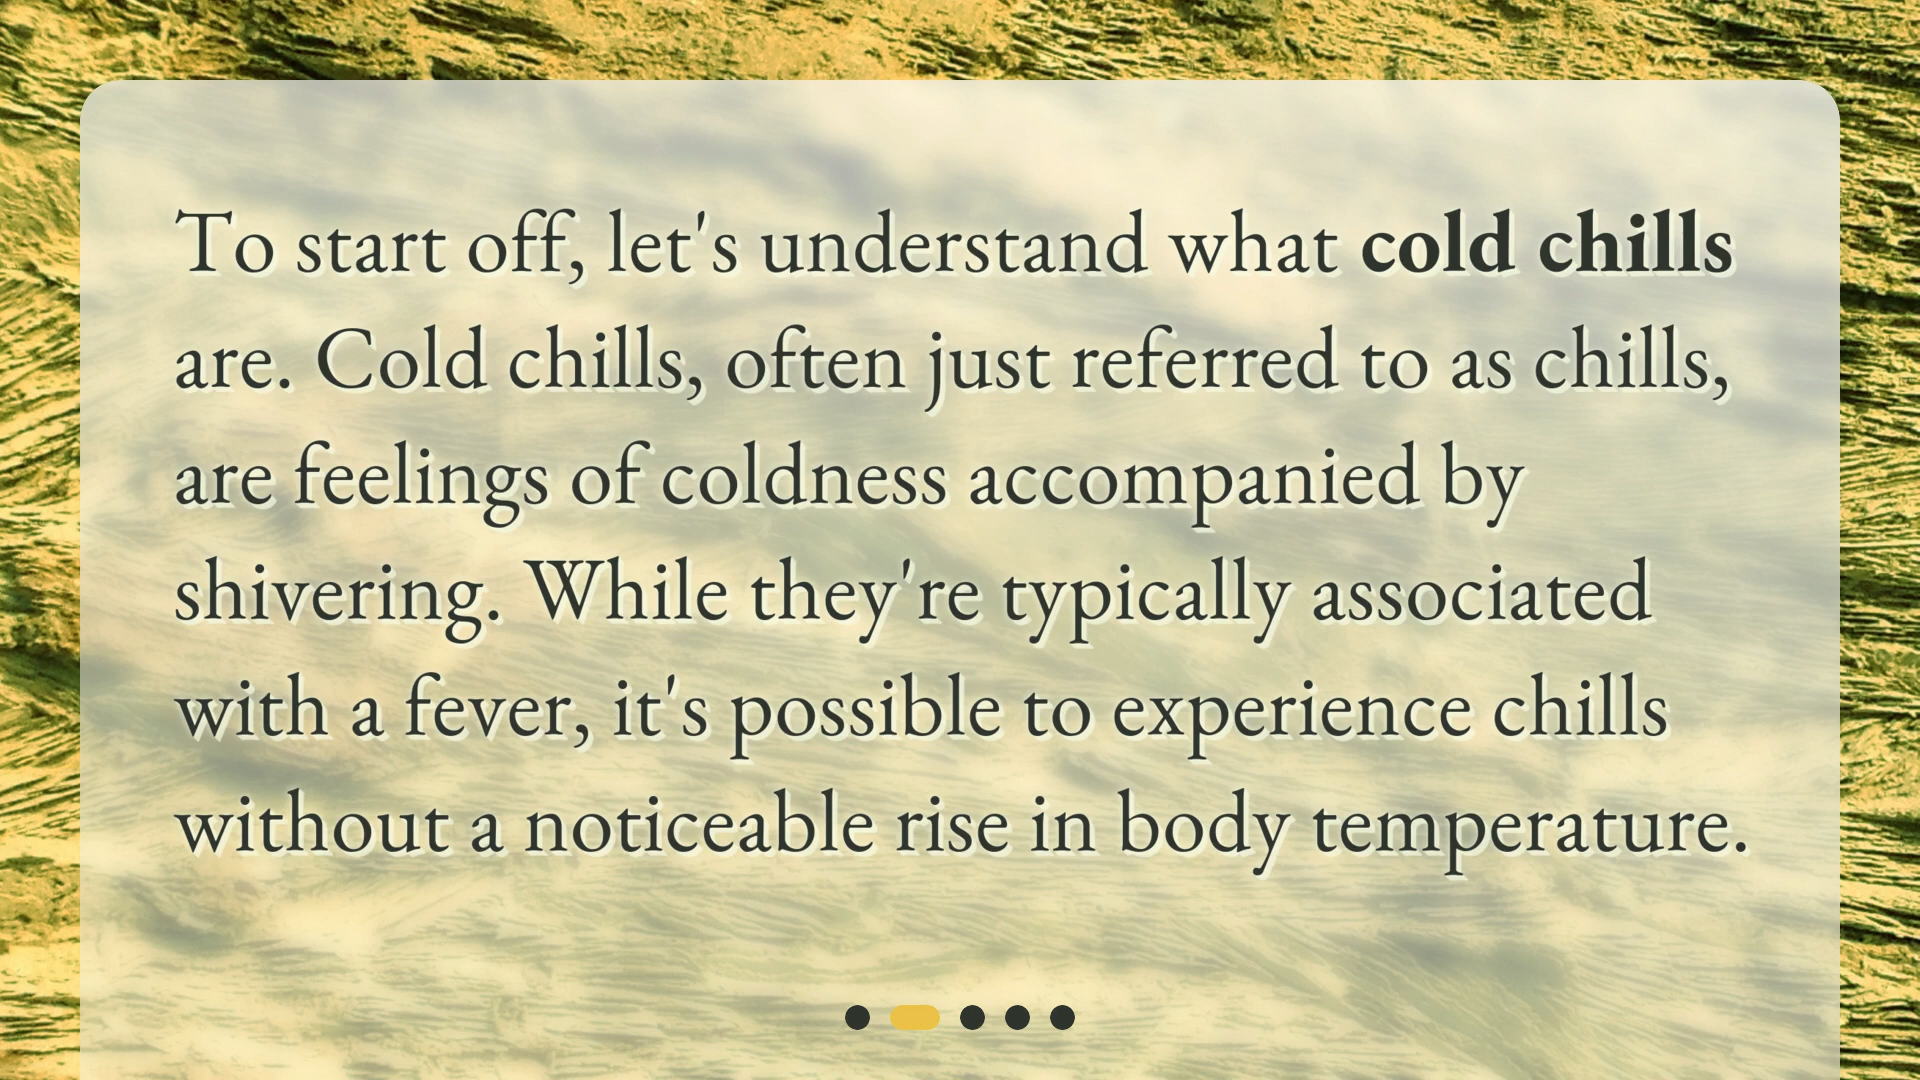 To start off, let's understand what cold chills
are. Cold chills, often just referred to as chills,
are feelings of coldness accompanied by
shivering. While they're typically associated
with a fever, it's possible to experience chills
without a noticeable rise in body temperature.